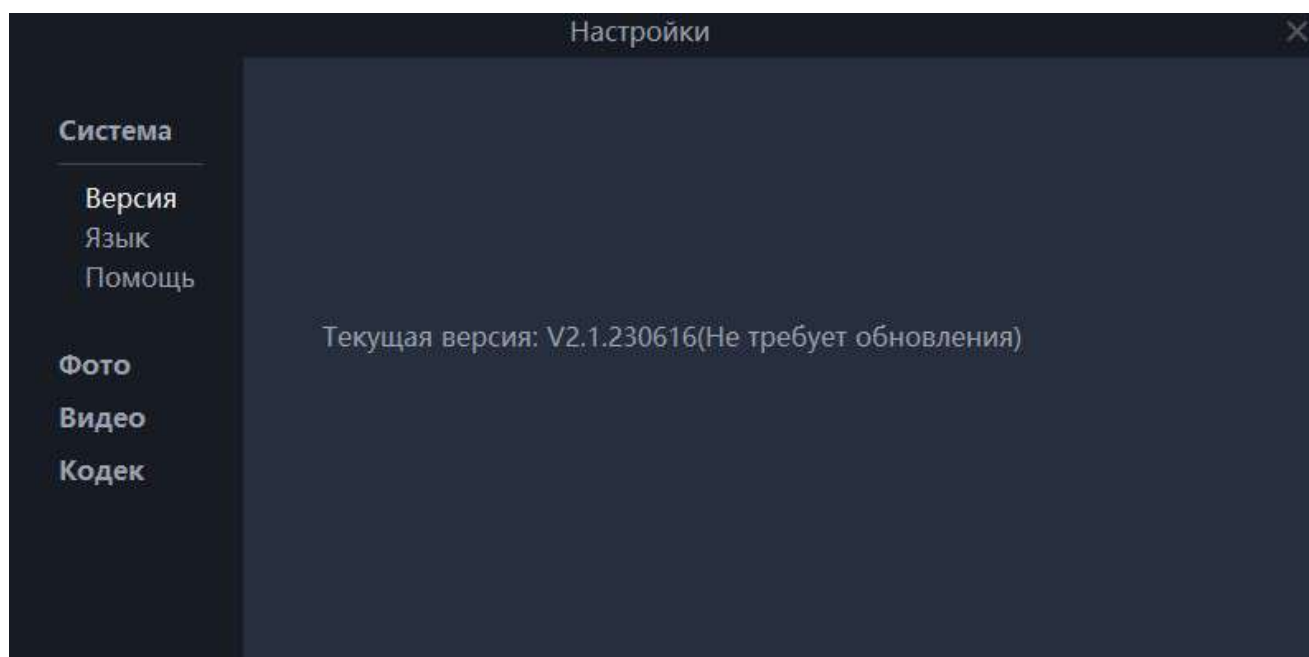 Настройки
Система
Версия
Язык
Помощь
Текущая версия: V2.1.230616(Не требует обновления)
Фото
Видео
Кодек